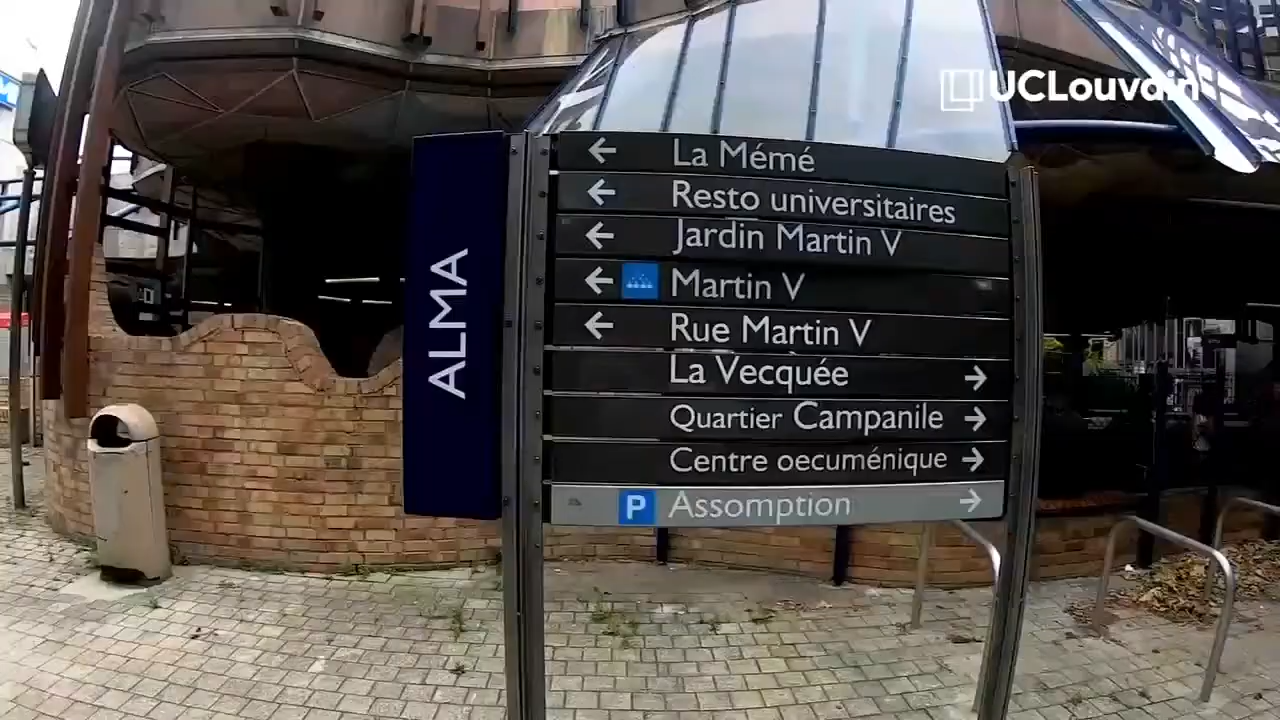 UCLouvain
ALMA
← La Mémé
← Resto universitaires
← Jardin Martin V
← Martin V
← Rue Martin V
La Vecquée →
Quartier Campanile →
Centre oecuménique →
P Assomption →